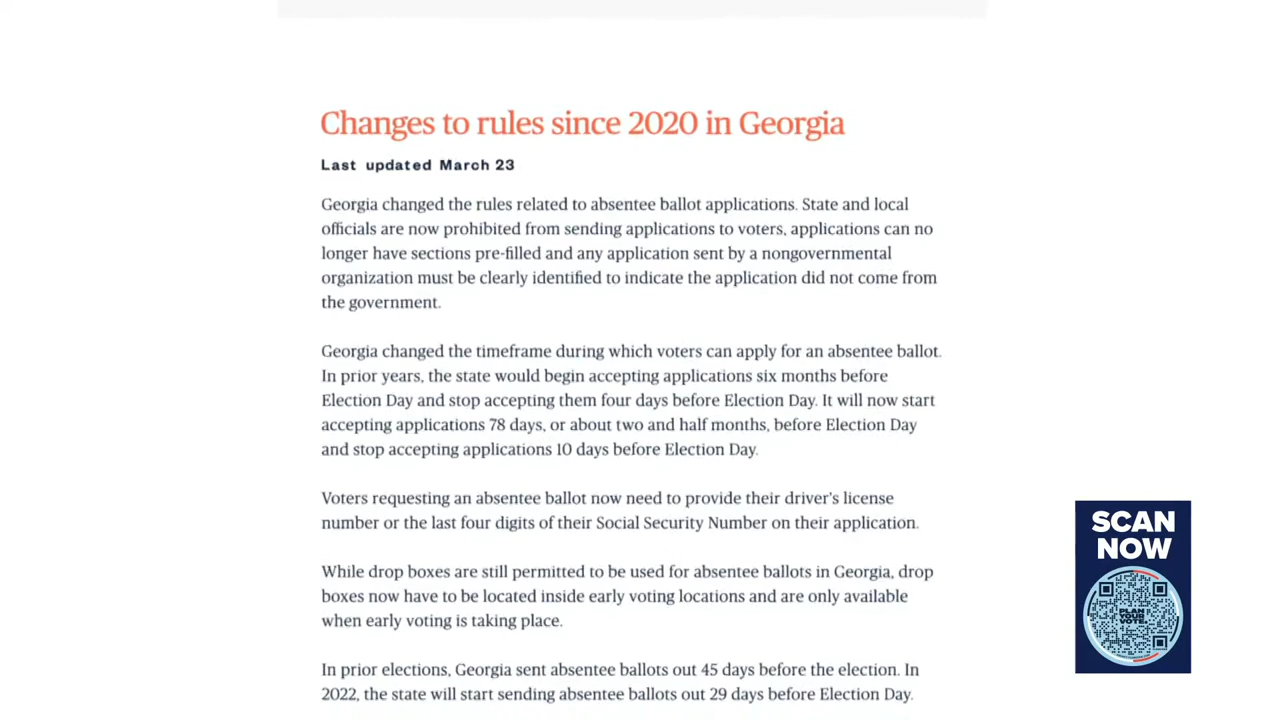 Changes to rules since 2020 in Georgia
Last updated March 23
Georgia changed the rules related to absentee ballot applications. State and local
officials are now prohibited from sending applications to voters, applications can no
longer have sections pre-filled and any application sent by a nongovernmental
organization must be clearly identified to indicate the application did not come from
the government.
Georgia changed the timeframe during which voters can apply for an absentee ballot.
In prior years, the state would begin accepting applications six months before
Election Day and stop accepting them four days before Election Day. It will now start
accepting applications 78 days, or about two and half months, before Election Day
and stop accepting applications 10 days before Election Day.
Voters requesting an absentee ballot now need to provide their driver's license
number or the last four digits of their Social Security Number on their application.
While drop boxes are still permitted to be used for absentee ballots in Georgia, drop
boxes now have to be located inside early voting locations and are only available
when early voting is taking place.
In prior elections, Georgia sent absentee ballots out 45 days before the election. In
2022, the state will start sending absentee ballots out 29 days before Election Day.
SCAN
NOW
PLAN
YOUR
VOTE.